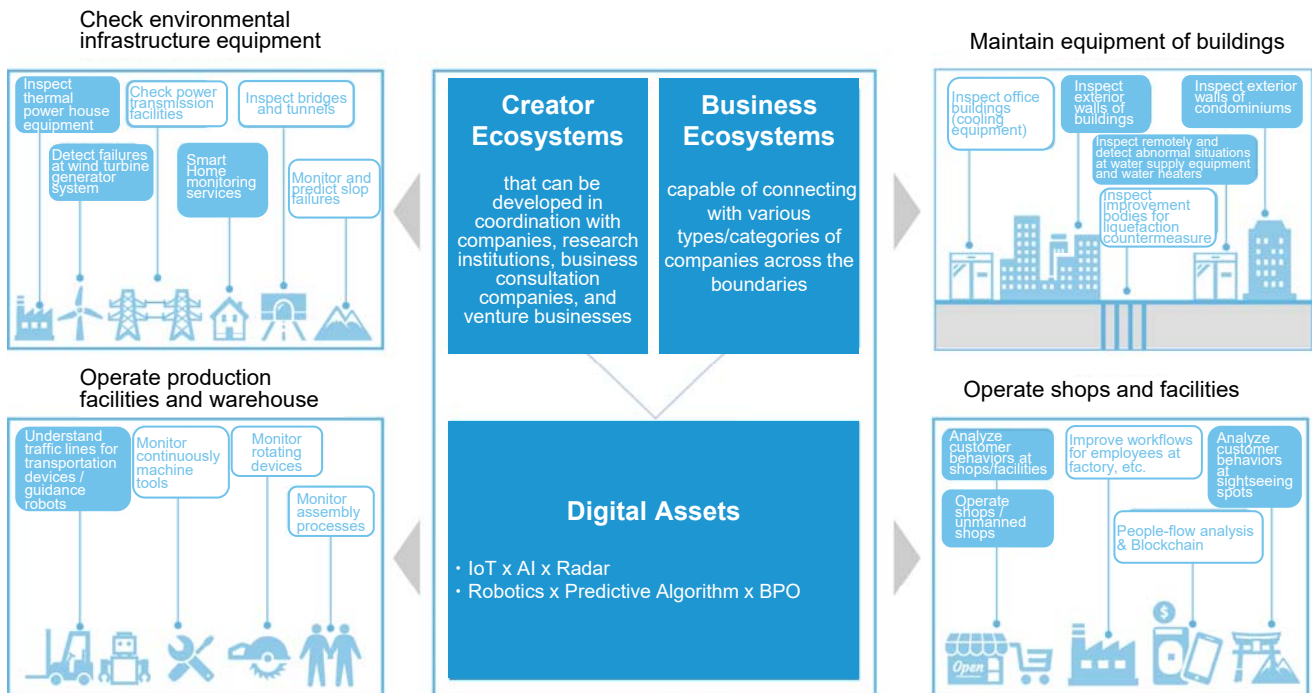 Check environmental
infrastructure equipment
Inspect
thermal
power house
equipment
Check power
transmission
facilities
Inspect bridges
and tunnels
Detect failures
at wind turbine
generator
system
Smart
Home
monitoring
services
Monitor and
predict slop
failures
Creator
Ecosystems
that can be
developed in
coordination with
companies, research
institutions, business
consultation
companies, and
venture businesses
Business
Ecosystems
capable of connecting
with various
types/categories of
companies across the
boundaries
Maintain equipment of buildings
Inspect office
buildings
(cooling
equipment)
Inspect
exterior
walls of
buildings
Inspect exterior
walls of
condominiums
Inspect remotely and
detect abnormal situations
at water supply equipment
and water heaters
Inspect
improvement
bodies for
liquefaction
countermeasure
Operate production
facilities and warehouse
Understand
traffic lines for
transportation
devices /
guidance
robots
Monitor
continuously
machine
tools
Monitor
rotating
devices
Monitor
assembly
processes
Digital Assets
・IoT x AI x Radar
・Robotics x Predictive Algorithm x BPO
Operate shops and facilities
Analyze
customer
behaviors at
shops/facilities
Improve workflows
for employees at
factory, etc.
Analyze
customer
behaviors
at
sightseeing
spots
Operate
shops /
unmanned
shops
People-flow analysis
& Blockchain
$
Open